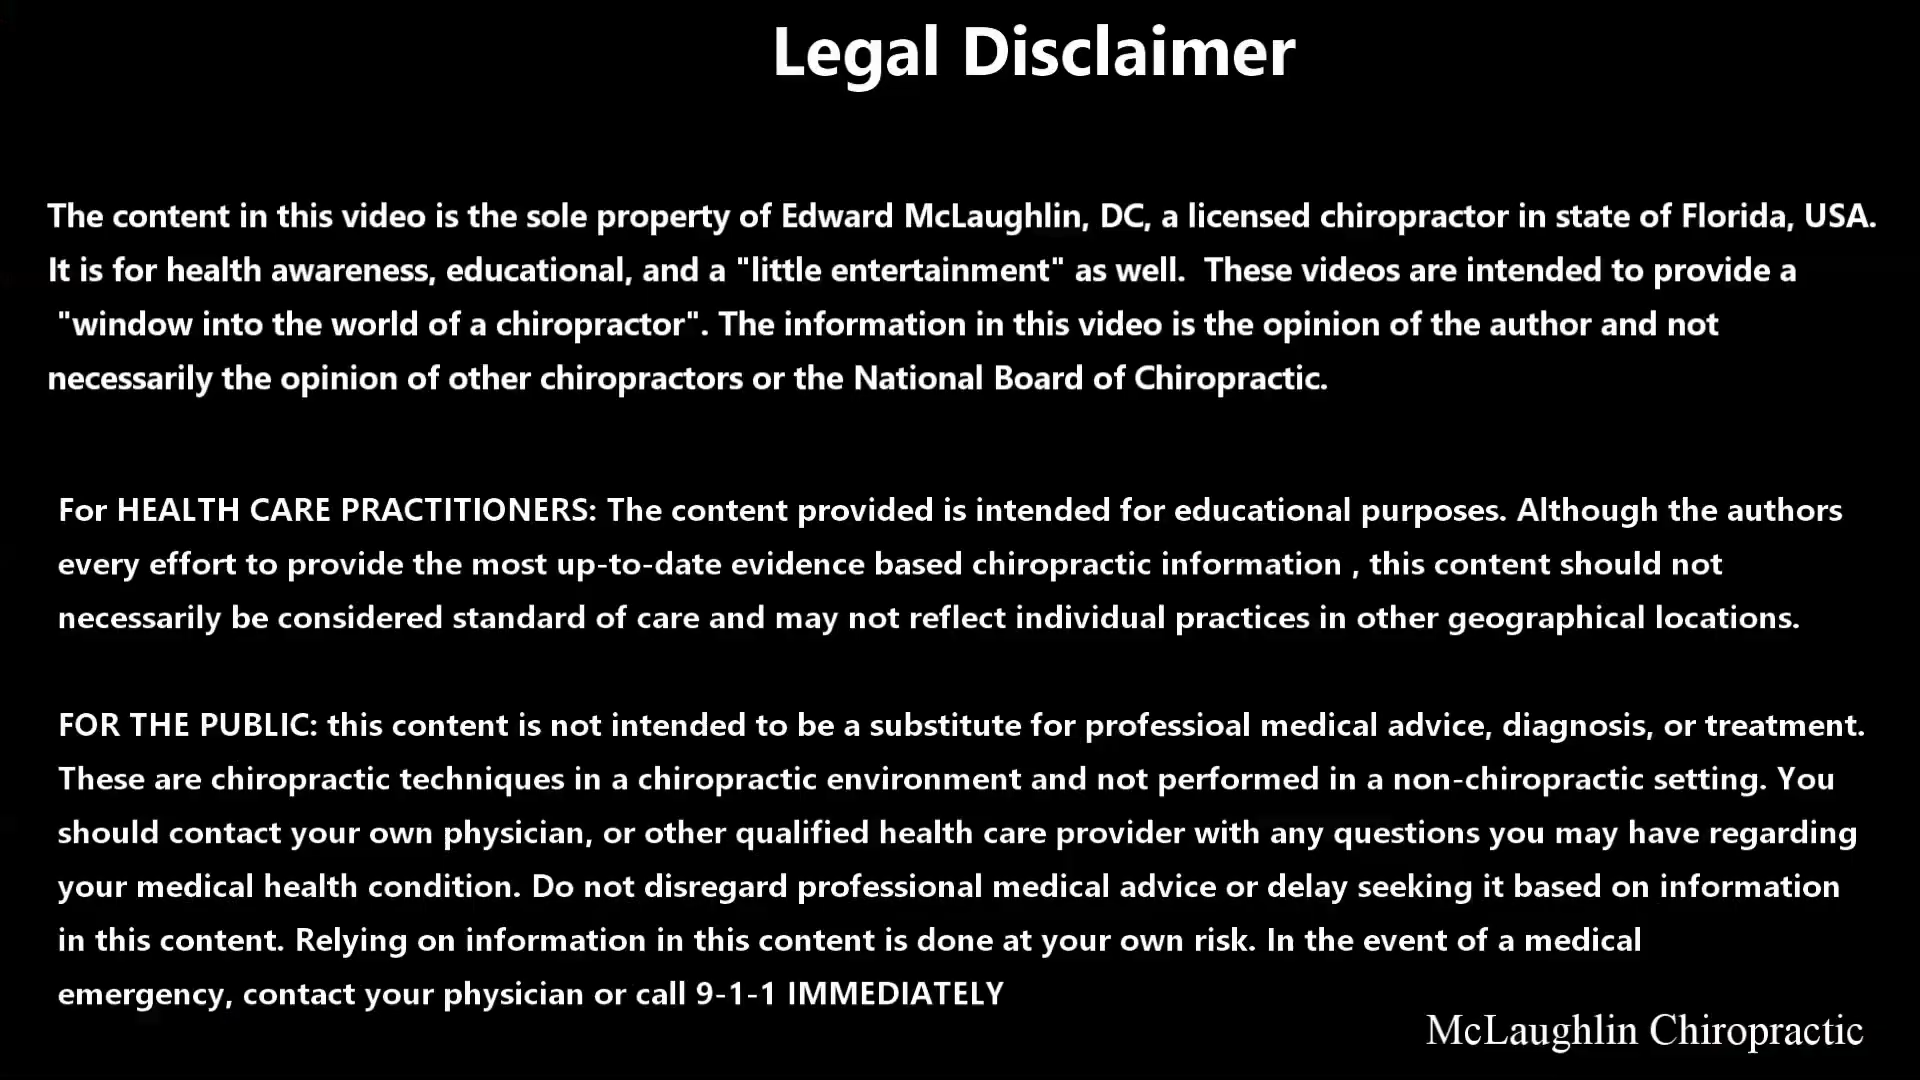 Legal Disclaimer
The content in this video is the sole property of Edward McLaughlin, DC, a licensed chiropractor in state of Florida, USA.
It is for health awareness, educational, and a "little entertainment" as well.  These videos are intended to provide a
"window into the world of a chiropractor". The information in this video is the opinion of the author and not
necessarily the opinion of other chiropractors or the National Board of Chiropractic.
For HEALTH CARE PRACTITIONERS: The content provided is intended for educational purposes. Although the authors
every effort to provide the most up-to-date evidence based chiropractic information , this content should not
necessarily be considered standard of care and may not reflect individual practices in other geographical locations.
FOR THE PUBLIC: this content is not intended to be a substitute for professioal medical advice, diagnosis, or treatment.
These are chiropractic techniques in a chiropractic environment and not performed in a non-chiropractic setting. You
should contact your own physician, or other qualified health care provider with any questions you may have regarding
your medical health condition. Do not disregard professional medical advice or delay seeking it based on information
in this content. Relying on information in this content is done at your own risk. In the event of a medical
emergency, contact your physician or call 9-1-1 IMMEDIATELY
McLaughlin Chiropractic